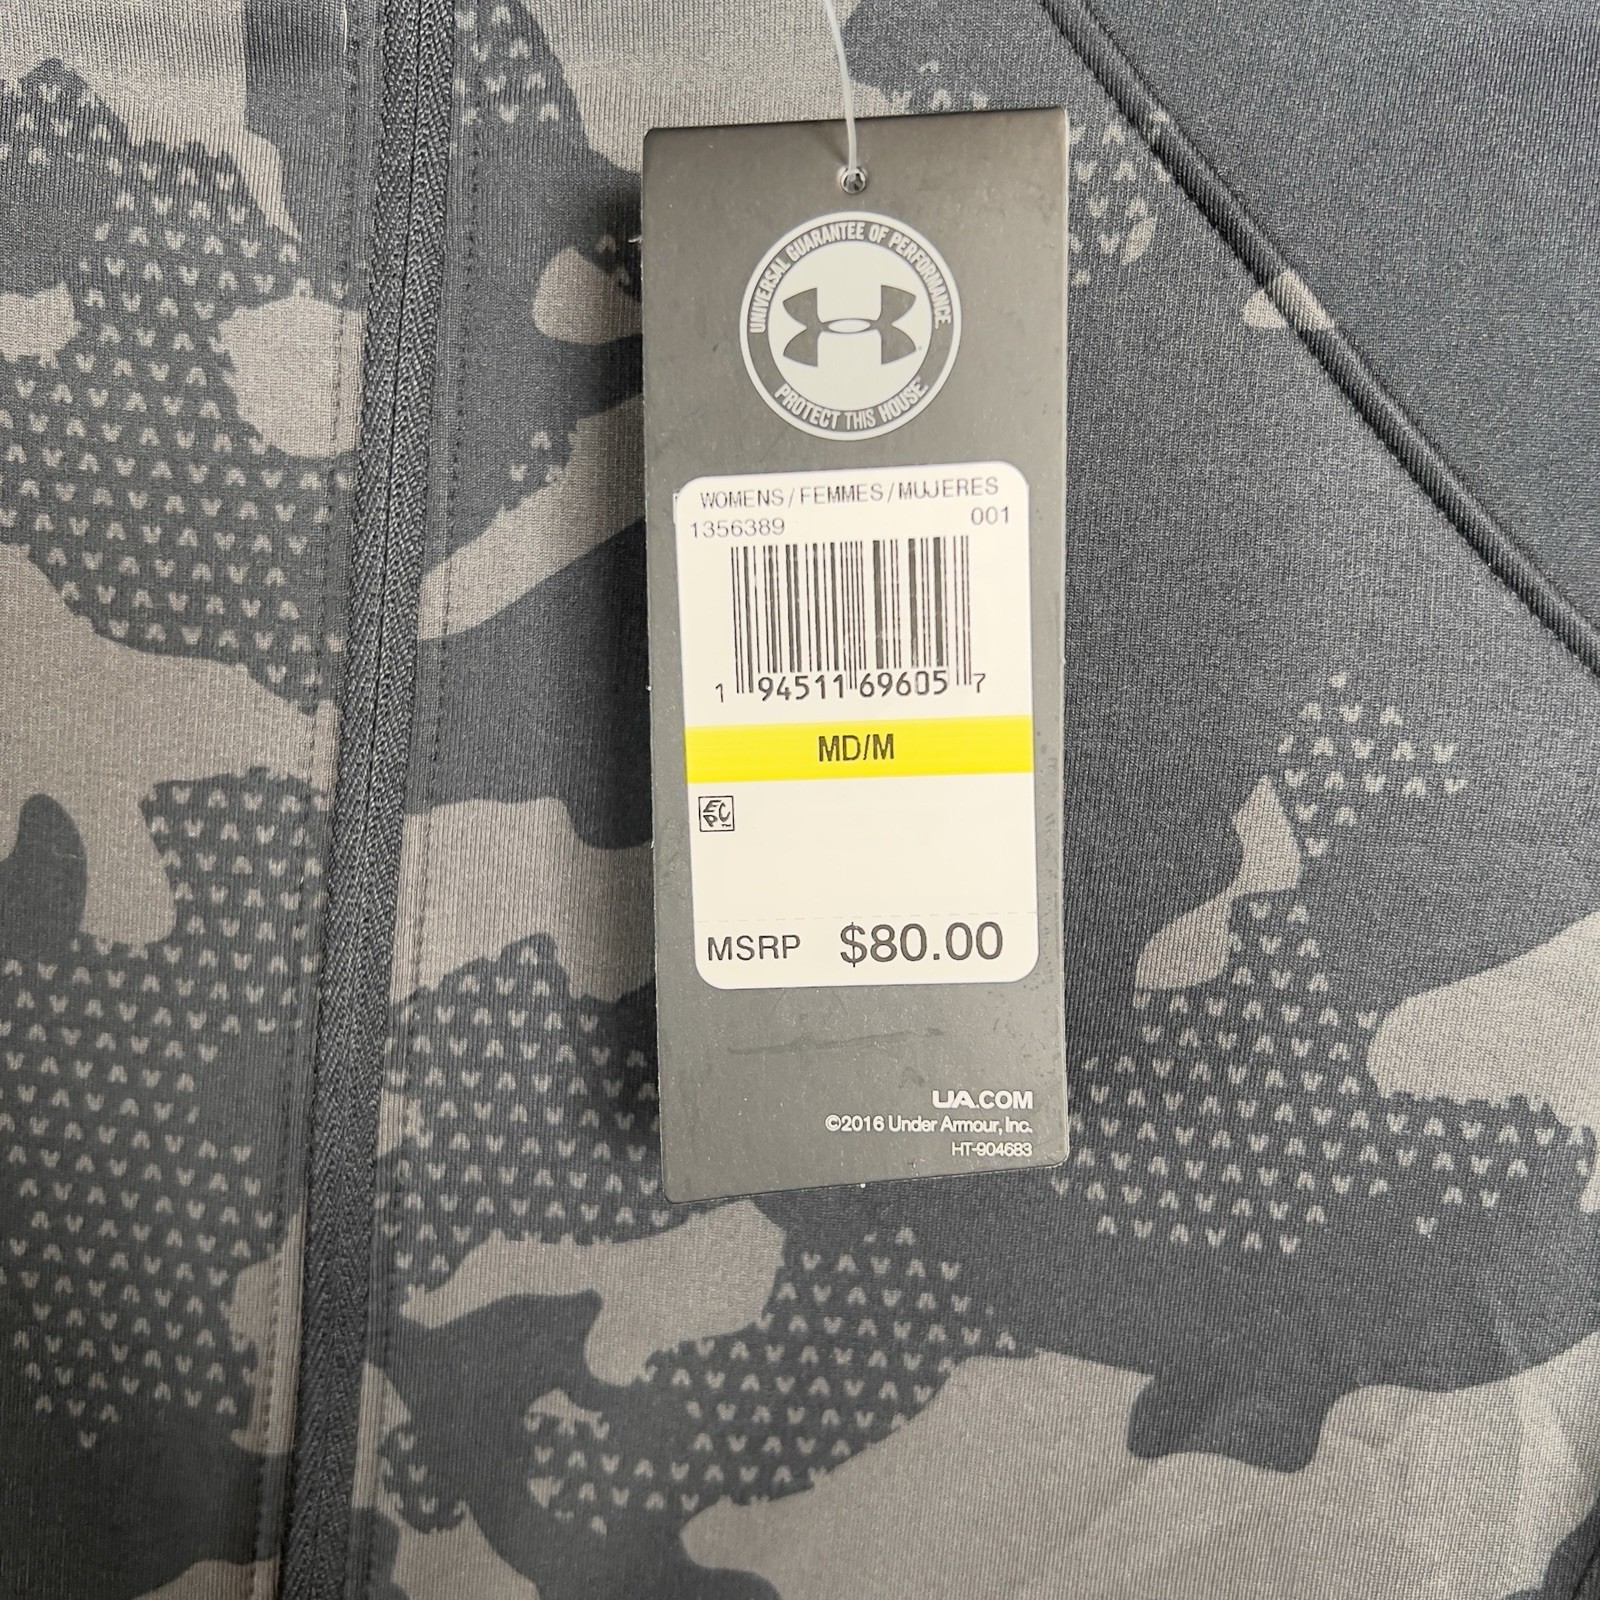 UNIVERSAL GUARANTEE OF PERFORMANCE
PROTECT THIS HOUSE
WOMENS / FEMMES / MUJERES
1356389 001
1 94511 69605 7
MD/M
EPC™
MSRP $80.00
UA.COM
©2016 Under Armour, Inc.
HT-904683